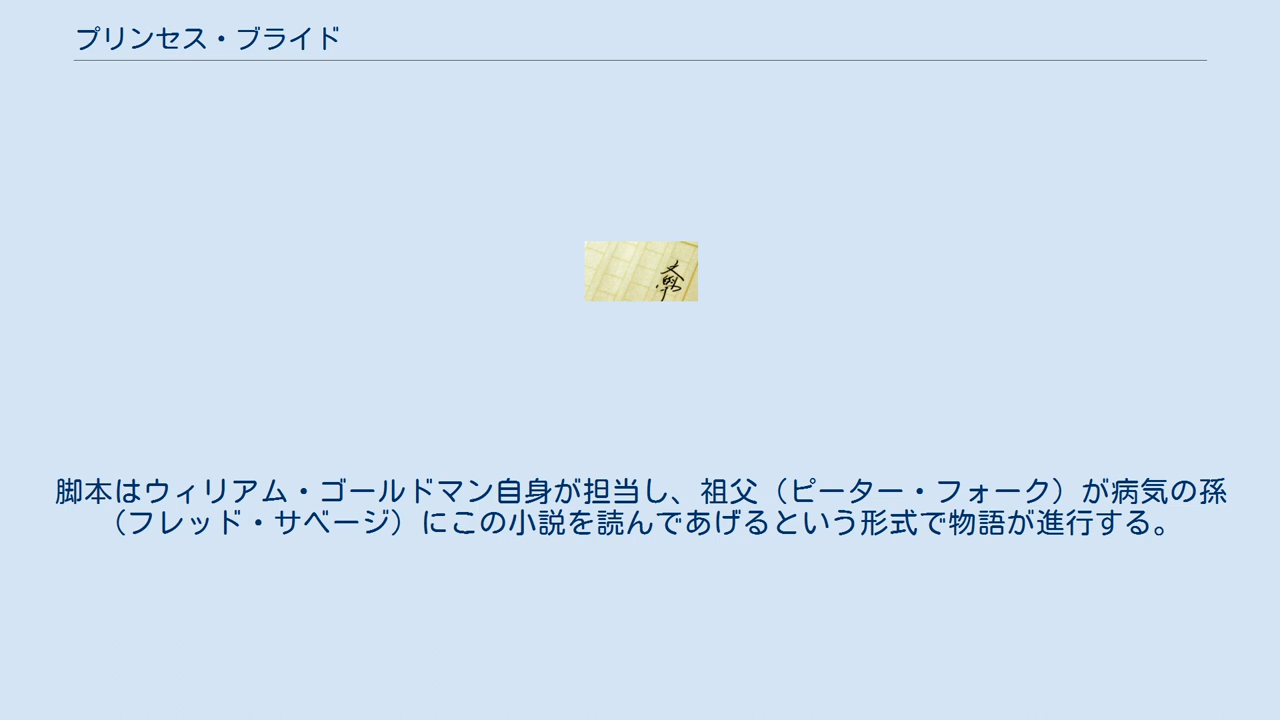 プリンセス・ブライド
脚本はウィリアム・ゴールドマン自身が担当し、祖父（ピーター・フォーク）が病気の孫
（フレッド・サベージ）にこの小説を読んであげるという形式で物語が進行する。